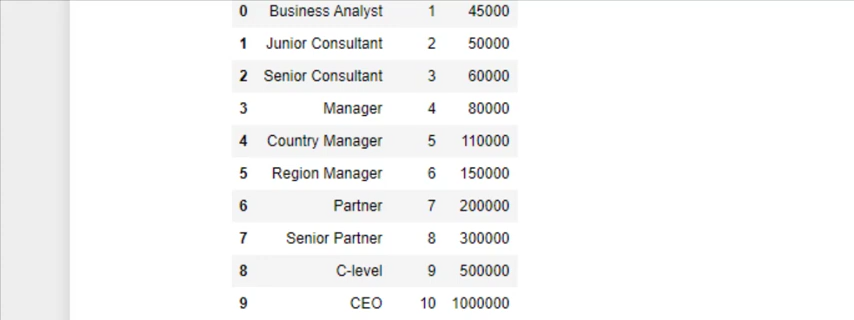 0 Business Analyst 1 45000
1 Junior Consultant 2 50000
2 Senior Consultant 3 60000
3 Manager 4 80000
4 Country Manager 5 110000
5 Region Manager 6 150000
6 Partner 7 200000
7 Senior Partner 8 300000
8 C-level 9 500000
9 CEO 10 1000000